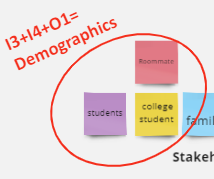 I3+I4+O1=
Demographics
Roommate
students
college
student
famil
Stakeh